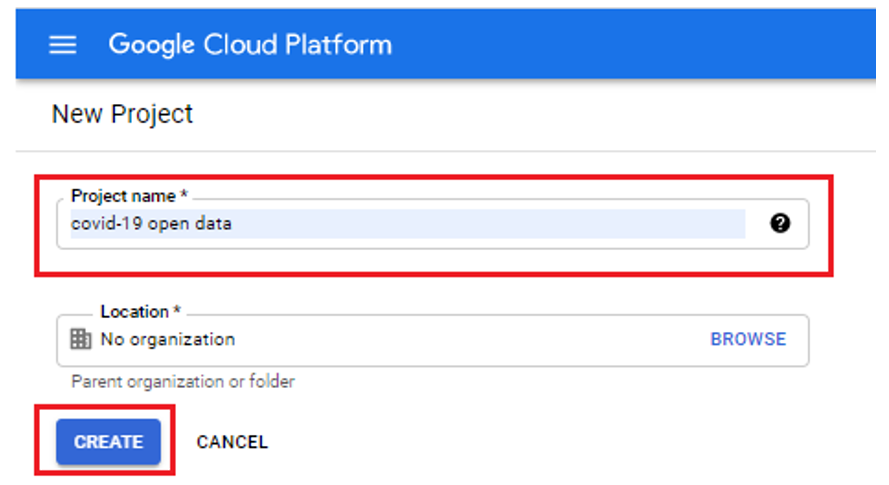 Google Cloud Platform
New Project
Project name *
covid-19 open data
?
Location *
No organization
BROWSE
Parent organization or folder
CREATE
CANCEL